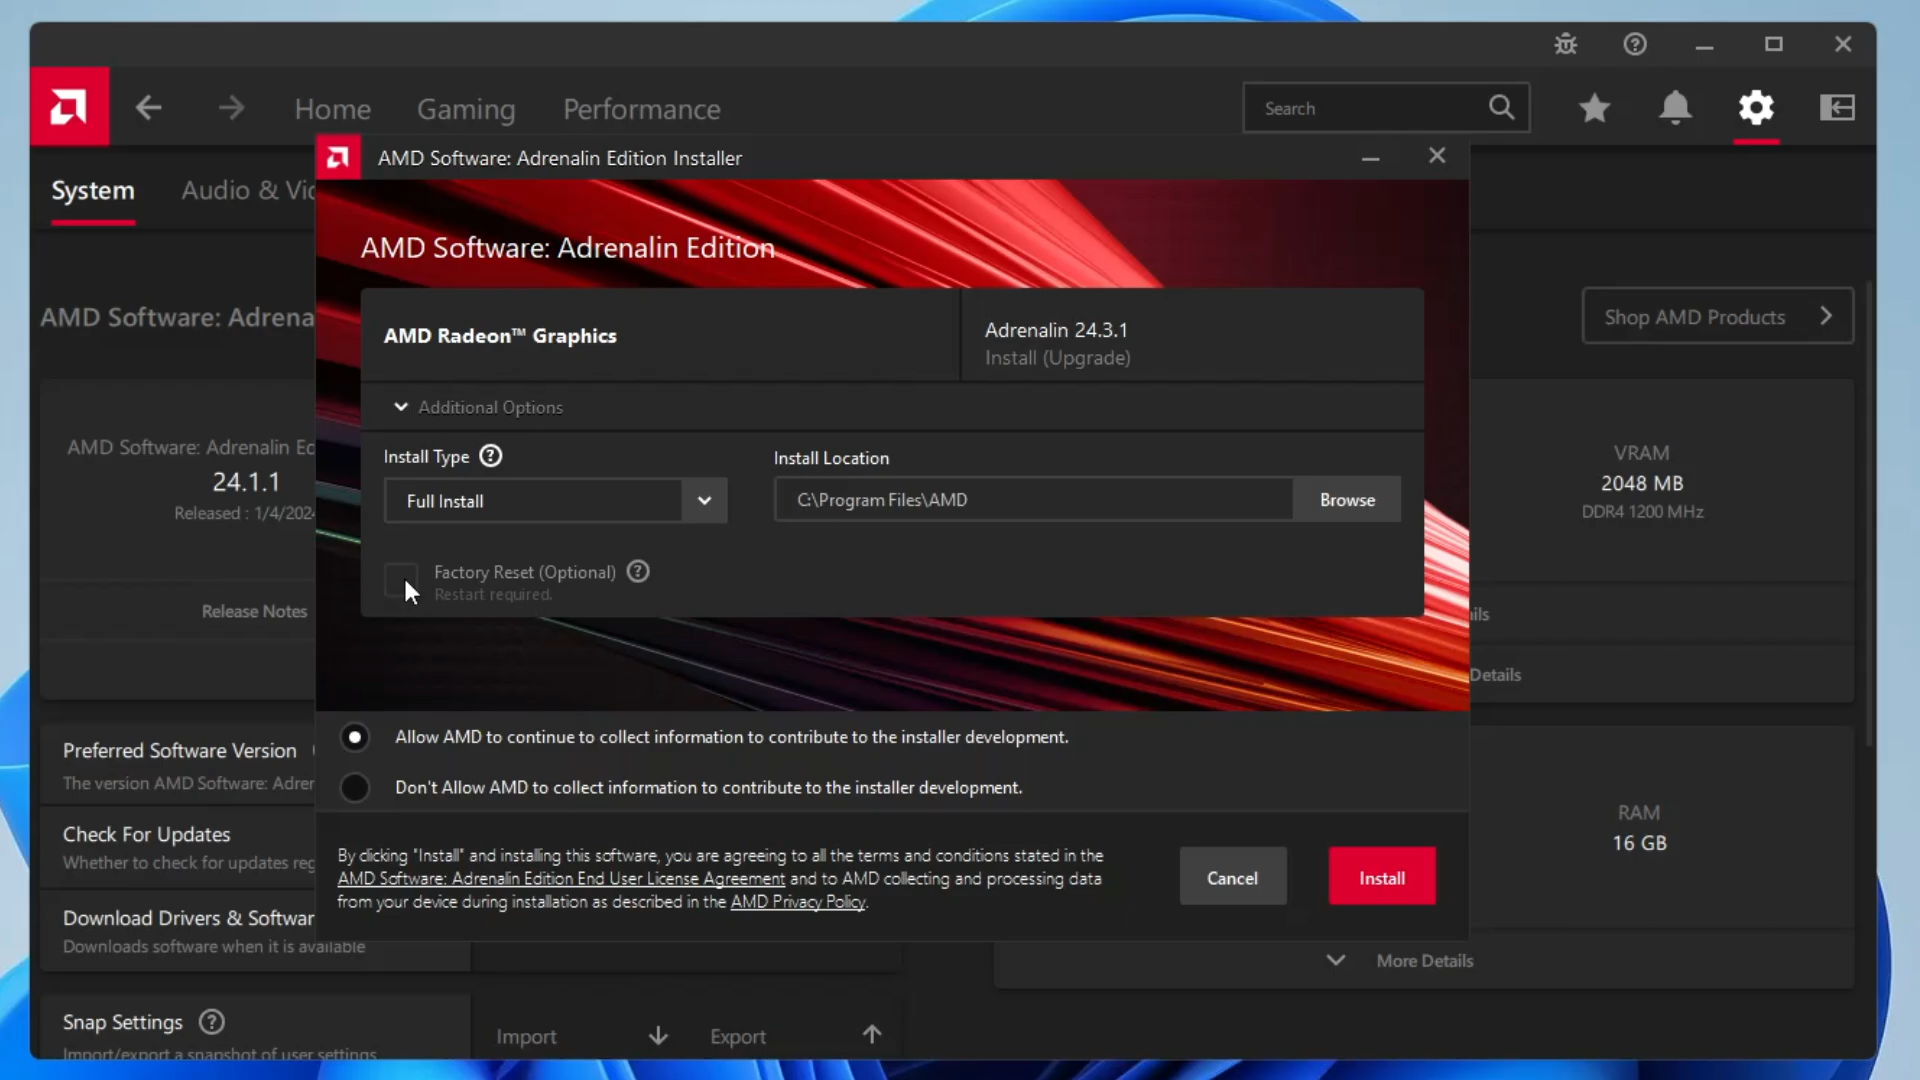 Home Gaming Performance
Search
AMD Software: Adrenalin Edition Installer
System Audio & Vi
AMD Software: Adrenalin Edition
AMD Software: Adrena
Shop AMD Products
AMD Radeon™ Graphics
Adrenalin 24.3.1
Install (Upgrade)
Additional Options
AMD Software: Adrenalin Ed
24.1.1
Released : 1/4/202
Install Type ?
Install Location
Full Install
C:\Program Files\AMD
Browse
VRAM
2048 MB
DDR4 1200 MHz
Factory Reset (Optional) ?
Restart required.
Release Notes
ils
Details
Allow AMD to continue to collect information to contribute to the installer development.
Don't Allow AMD to collect information to contribute to the installer development.
Preferred Software Version
The version AMD Software: Adrer
Check For Updates
Whether to check for updates reg
Download Drivers & Softwar
Downloads software when it is available
By clicking "Install" and installing this software, you are agreeing to all the terms and conditions stated in the
AMD Software: Adrenalin Edition End User License Agreement and to AMD collecting and processing data
from your device during installation as described in the AMD Privacy Policy.
Cancel
Install
RAM
16 GB
More Details
Snap Settings ?
Import/export a snapshot of user settings
Import
Export